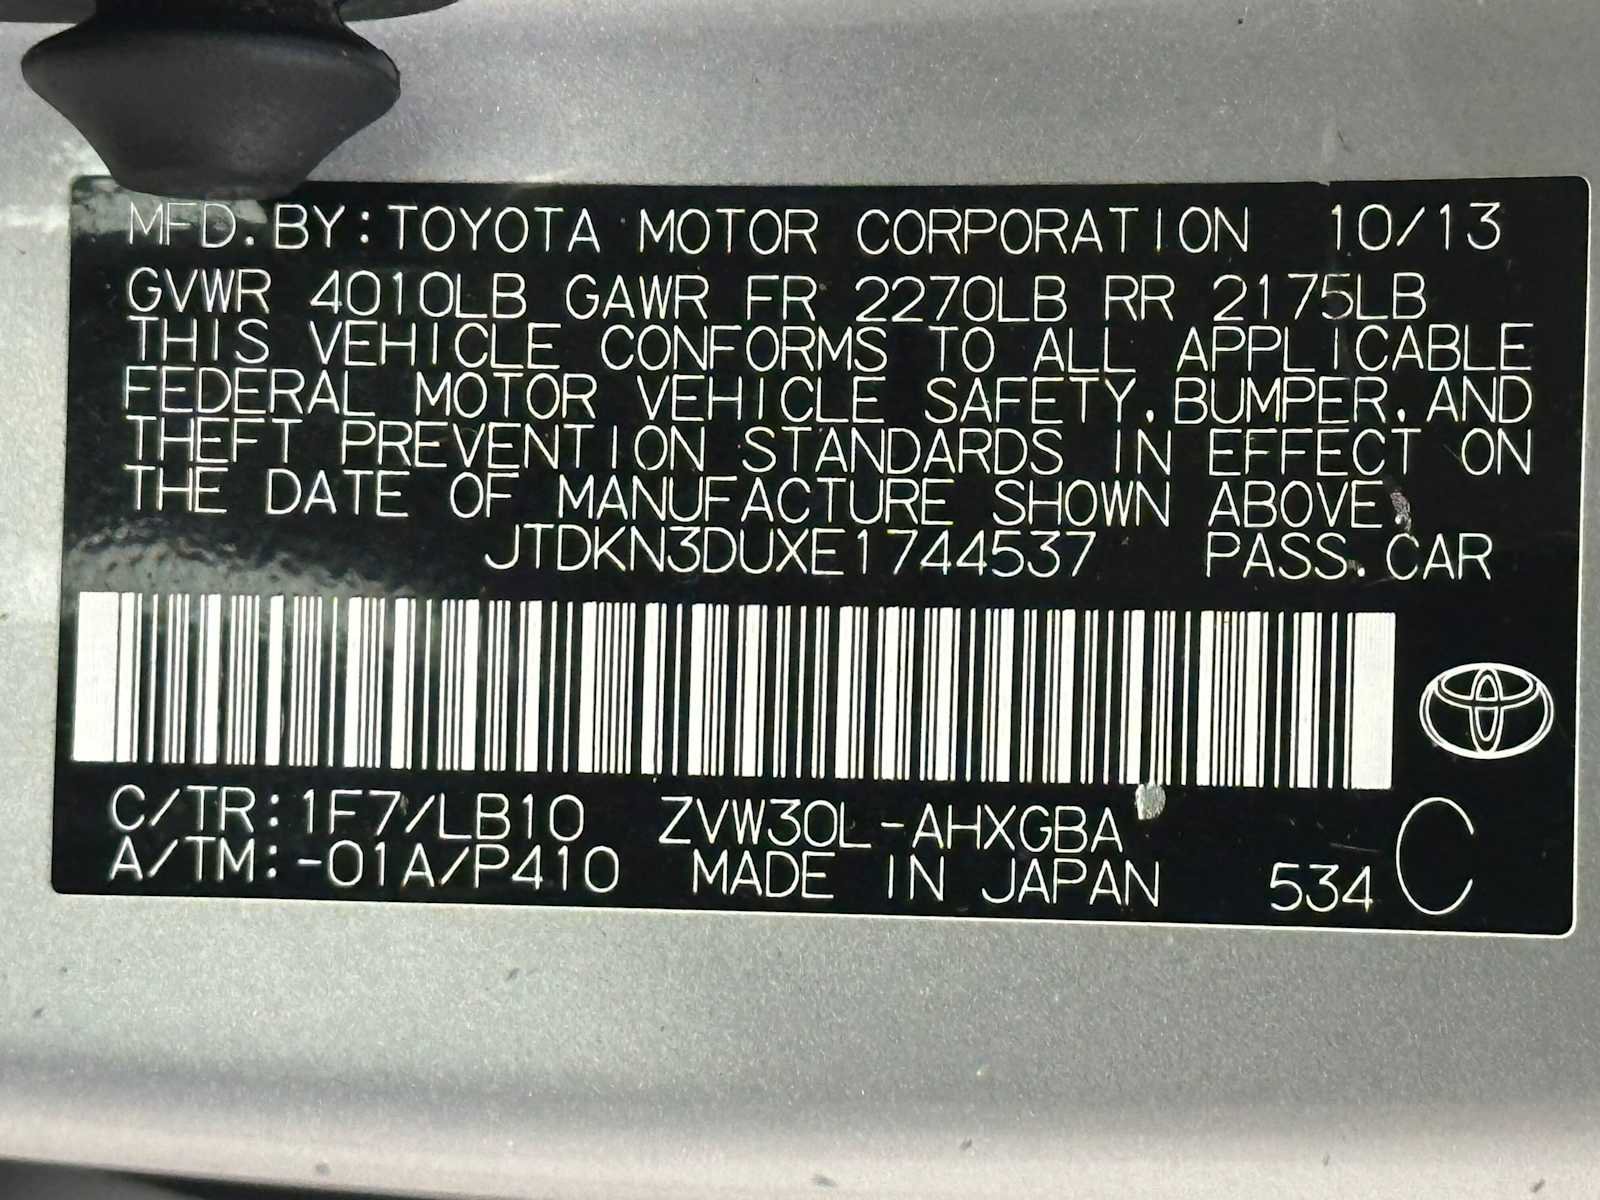 MFD. BY: TOYOTA MOTOR CORPORATION 10/13
GVWR 4010LB GAWR FR 2270LB RR 2175LB
THIS VEHICLE CONFORMS TO ALL APPLICABLE
FEDERAL MOTOR VEHICLE SAFETY, BUMPER, AND
THEFT PREVENTION STANDARDS IN EFFECT ON
THE DATE OF MANUFACTURE SHOWN ABOVE.
JTDKN3DUXE1744537 PASS. CAR
C/TR: 1F7/LB10 ZVW30L-AHXGBA C
A/TM: -01A/P410 MADE IN JAPAN 534